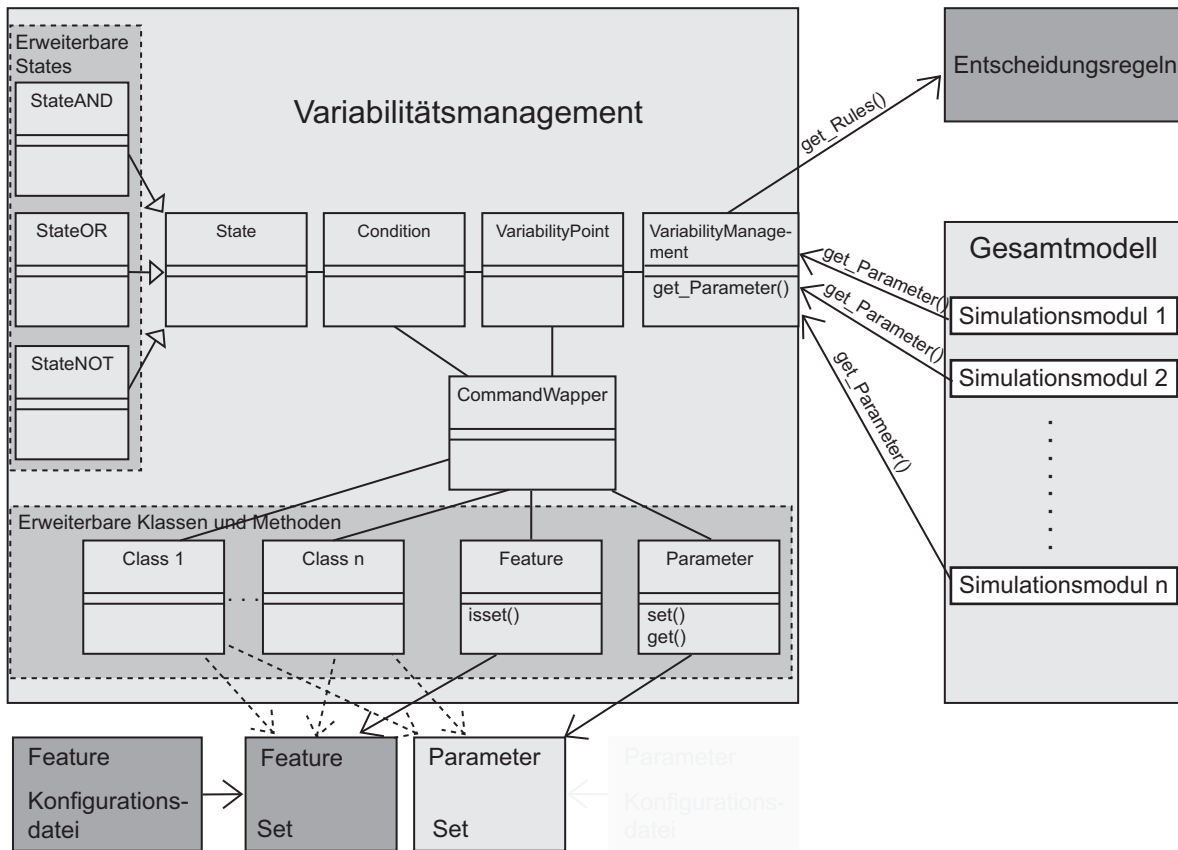 Erweiterbare
States
StateAND
StateOR
StateNOT
Variabilitätsmanagement
State
Condition
VariabilityPoint
VariabilityManage-
ment
get_Parameter()
CommandWapper
Erweiterbare Klassen und Methoden
Class 1
. . .
Class n
Feature
isset()
Parameter
set()
get()
get_Rules()
Entscheidungsregeln
get_Parameter()
get_Parameter()
get_Parameter()
Gesamtmodell
Simulationsmodul 1
Simulationsmodul 2
Simulationsmodul n
Feature
Konfigurations-
datei
Feature
Set
Parameter
Set
Parameter
Konfigurations-
datei